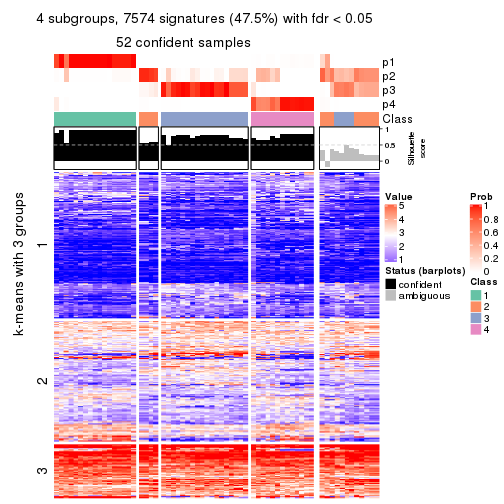 4 subgroups, 7574 signatures (47.5%) with fdr < 0.05
52 confident samples
p1
p2
p3
p4
Class
1
0.5
0
Silhouette
score
k-means with 3 groups
1
2
3
Value
5
4
3
2
1
Prob
1
0.8
0.6
0.4
0.2
0
Status (barplots)
confident
ambiguous
Class
1
2
3
4